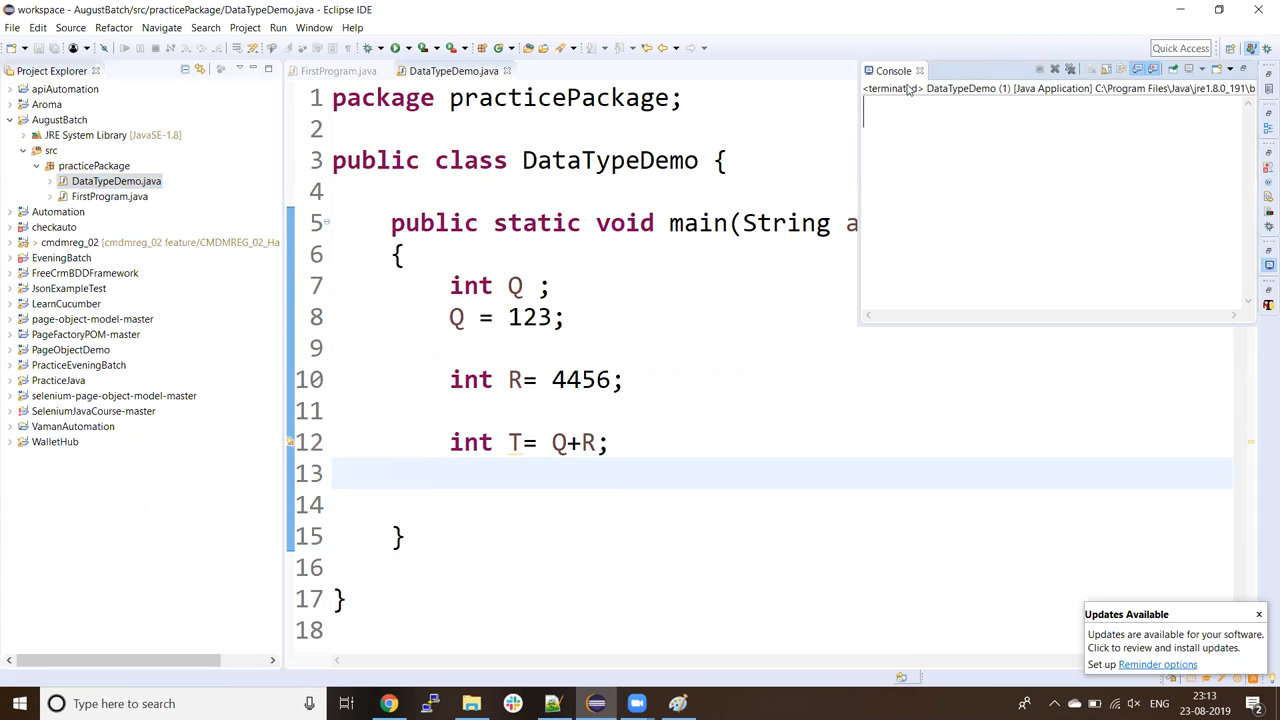 workspace - AugustBatch/src/practicePackage/DataTypeDemo.java - Eclipse IDE
File Edit Source Refactor Navigate Search Project Run Window Help
Quick Access
Project Explorer
FirstProgram.java
DataTypeDemo.java
Console
<terminated> DataTypeDemo (1) [Java Application] C:\Program Files\Java\jre1.8.0_191\b
apiAutomation
Aroma
AugustBatch
JRE System Library [JavaSE-1.8]
src
practicePackage
DataTypeDemo.java
FirstProgram.java
Automation
checkauto
> cmdmreg_02 [cmdmreg_02 feature/CMDMREG_02_Ha
EveningBatch
FreeCrmBDDFramework
JsonExampleTest
LearnCucumber
page-object-model-master
PageFactoryPOM-master
PageObjectDemo
PracticeEveningBatch
PracticeJava
selenium-page-object-model-master
SeleniumJavaCourse-master
VamanAutomation
WalletHub
1 package practicePackage;
2
3 public class DataTypeDemo {
4
5 public static void main(String a
6 {
7 int Q ;
8 Q = 123;
9
10 int R= 4456;
11
12 int T= Q+R;
13
14
15 }
16
17 }
18
Updates Available
Updates are available for your software.
Click to review and install updates.
Set up Reminder options
Type here to search
23:13
23-08-2019
2